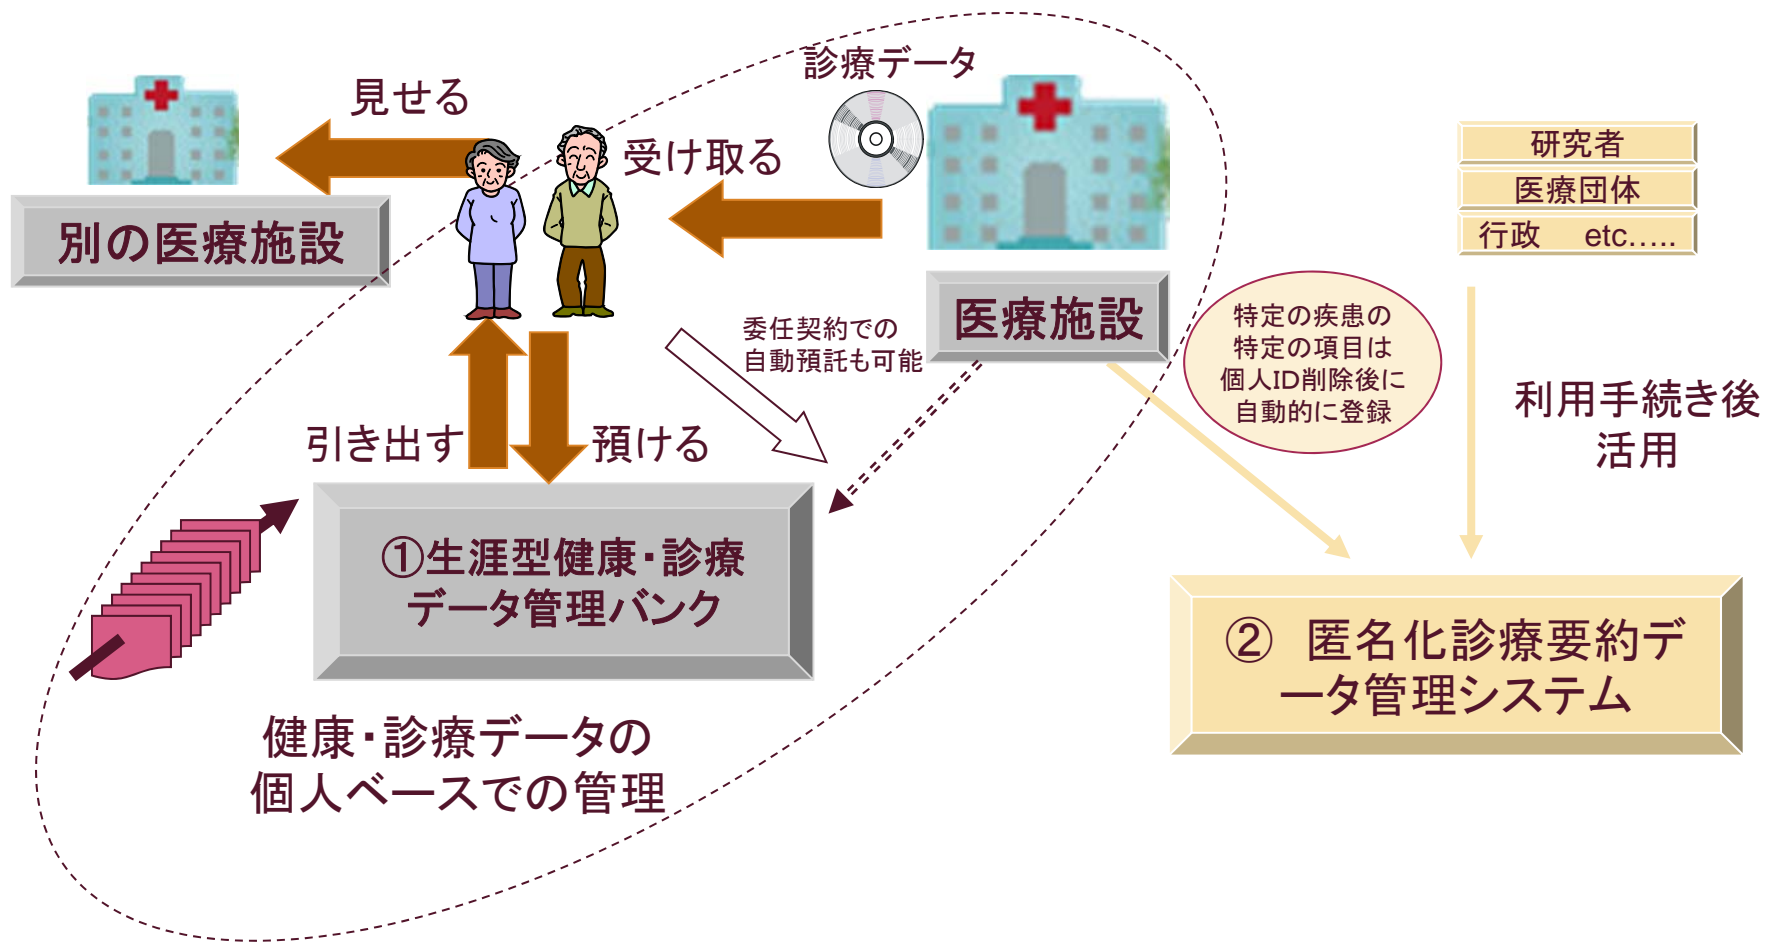 診療データ
見せる
受け取る
研究者
医療団体
行政 etc…..
別の医療施設
医療施設
委任契約での
自動預託も可能
特定の疾患の
特定の項目は
個人ID削除後に
自動的に登録
利用手続き後
活用
引き出す
預ける
①生涯型健康・診療
データ管理バンク
② 匿名化診療要約デ
ータ管理システム
健康・診療データの
個人ベースでの管理